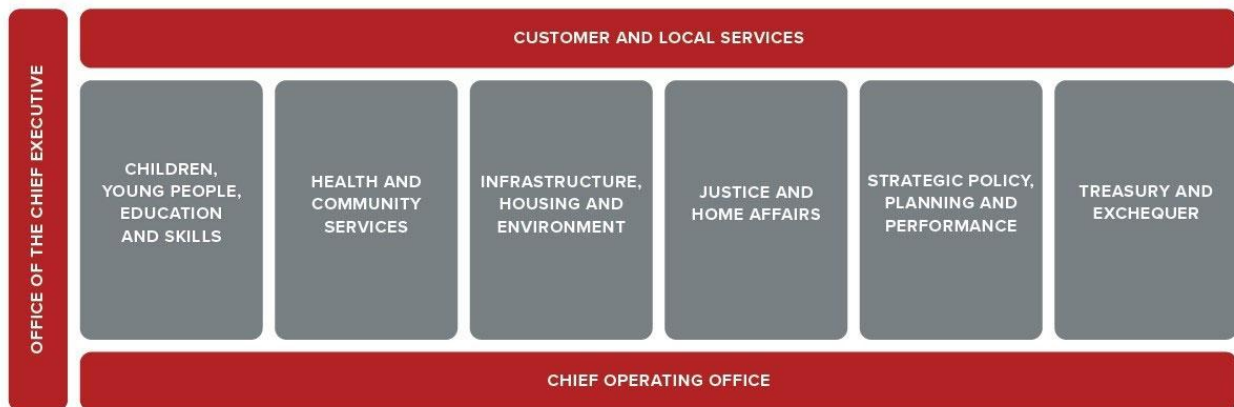 OFFICE OF THE CHIEF EXECUTIVE
CUSTOMER AND LOCAL SERVICES
CHILDREN,
YOUNG PEOPLE,
EDUCATION
AND SKILLS
HEALTH AND
COMMUNITY
SERVICES
INFRASTRUCTURE,
HOUSING AND
ENVIRONMENT
JUSTICE AND
HOME AFFAIRS
STRATEGIC POLICY,
PLANNING AND
PERFORMANCE
TREASURY AND
EXCHEQUER
CHIEF OPERATING OFFICE